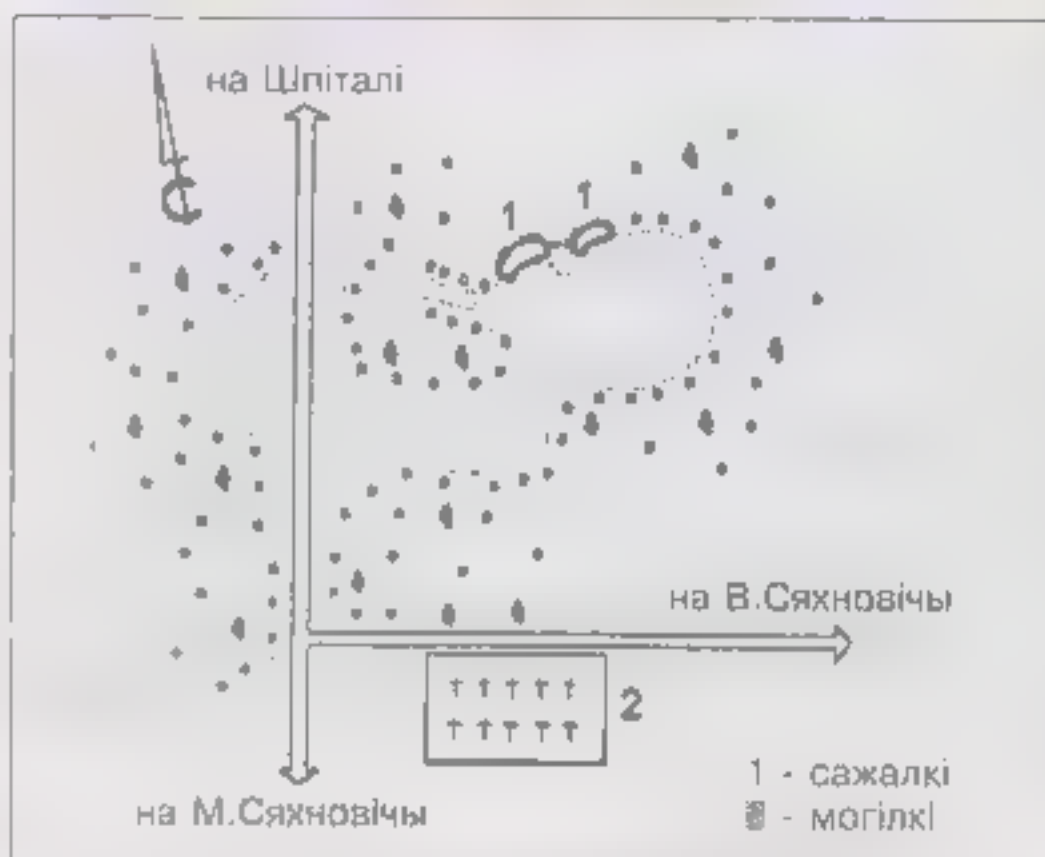 на Шпіталі
С
1
1
на В.Сяхновічы
2
1 - сажалкі
на М.Сяхновічы
- могілкі